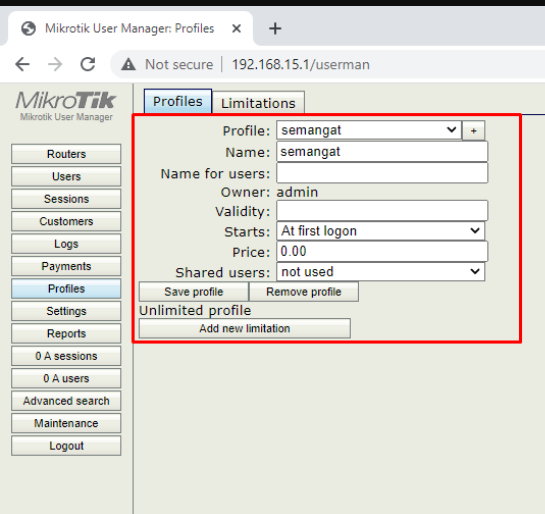 Mikrotik User Manager: Profiles
Not secure | 192.168.15.1/userman
MikroTik
Mikrotik User Manager
Routers
Users
Sessions
Customers
Logs
Payments
Profiles
Settings
Reports
0 A sessions
0 A users
Advanced search
Maintenance
Logout
Profiles Limitations
Profile: semangat +
Name: semangat
Name for users:
Owner: admin
Validity:
Starts: At first logon
Price: 0.00
Shared users: not used
Save profile Remove profile
Unlimited profile
Add new limitation